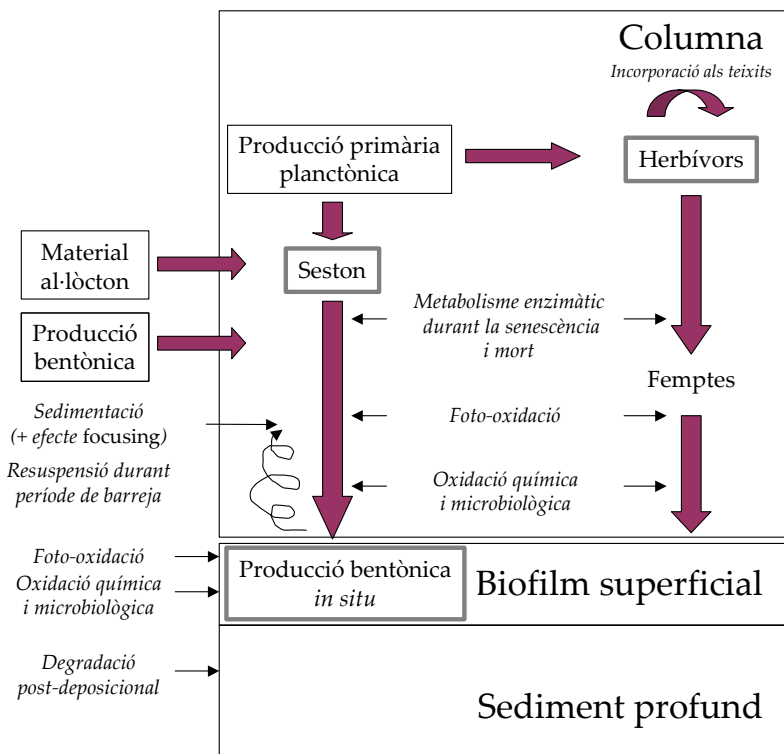 Columna
Incorporació als teixits
Producció primària
planctònica
Herbívors
Material
al·lòcton
Seston
Producció
bentònica
Metabolisme enzimàtic
durant la senescència
i mort
Femptes
Sedimentació
(+ efecte focusing)
Foto-oxidació
Resuspensió durant
període de barreja
Oxidació química
i microbiològica
Foto-oxidació
Oxidació química
i microbiològica
Producció bentònica
in situ
Biofilm superficial
Degradació
post-deposicional
Sediment profund